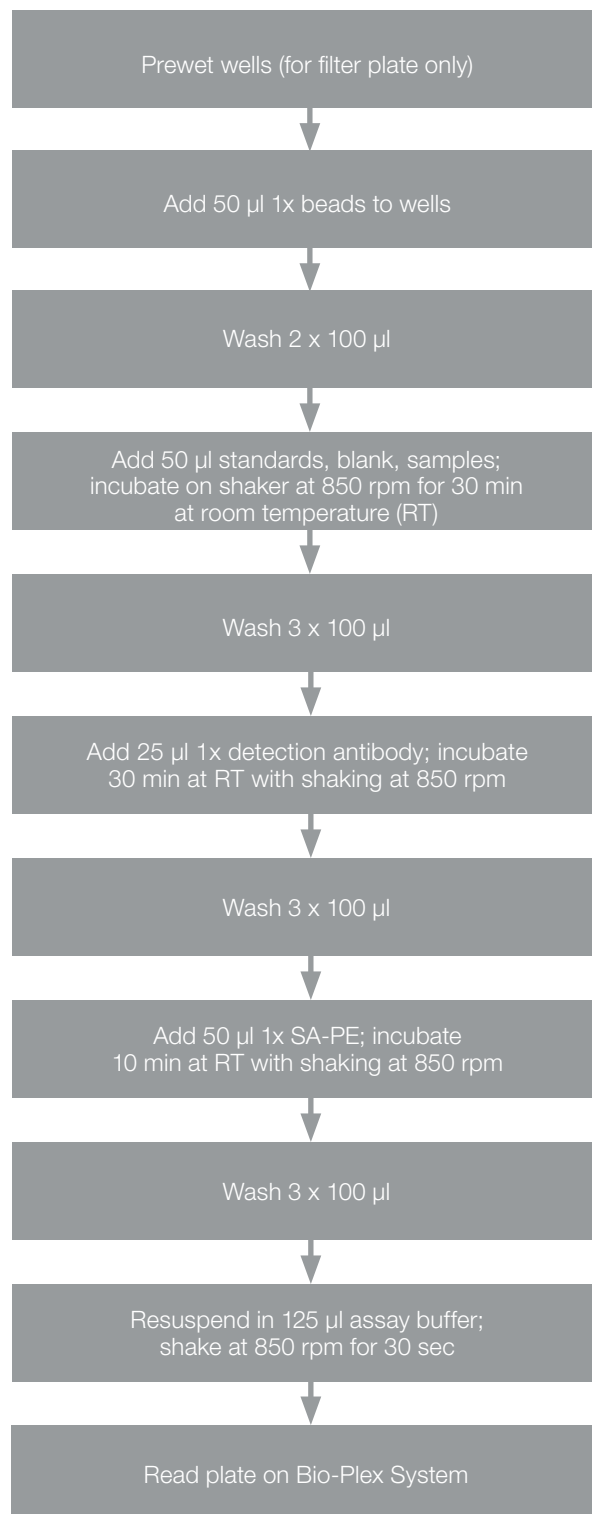 Prewet wells (for filter plate only)
Add 50 µl 1x beads to wells
Wash 2 x 100 µl
Add 50 µl standards, blank, samples;
incubate on shaker at 850 rpm for 30 min
at room temperature (RT)
Wash 3 x 100 µl
Add 25 µl 1x detection antibody; incubate
30 min at RT with shaking at 850 rpm
Wash 3 x 100 µl
Add 50 µl 1x SA-PE; incubate
10 min at RT with shaking at 850 rpm
Wash 3 x 100 µl
Resuspend in 125 µl assay buffer;
shake at 850 rpm for 30 sec
Read plate on Bio-Plex System